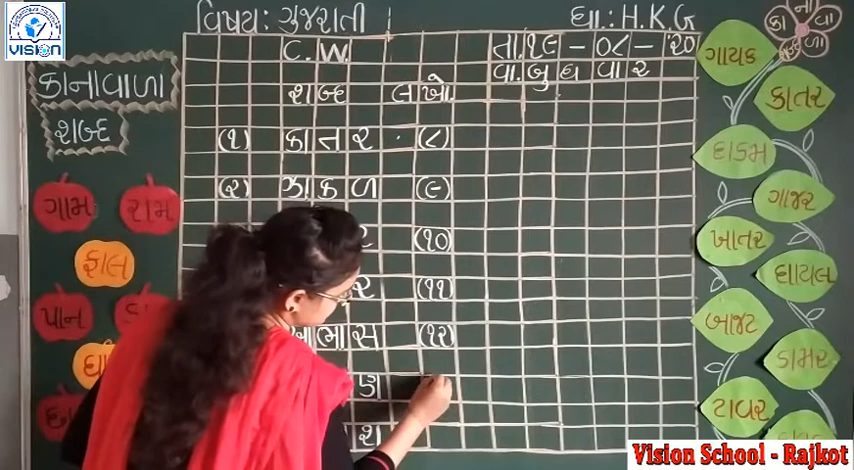 VISION
વિષય: ગુજરાતી
ધો.: H.K.G
C.W.
તા.૧૯-૦૮-'૨૦
વા.બુધવાર
કાનાવાળા
શબ્દ
શબ્દ લખો.
(૧) કાતર (૮)
(૨) ઝાકળ (૯)
(૧૦)
ર (૧૧)
ભાસ (૧૨)
ણ
શ
ગામ
રામ
ફાલ
પાન
કાના
વાળા
શબ્દ
ગાયક
કાતર
દાડમ
ગાજર
ખાતર
ઘાયલ
બાજટ
ડામર
ટાવર
Vision School - Rajkot